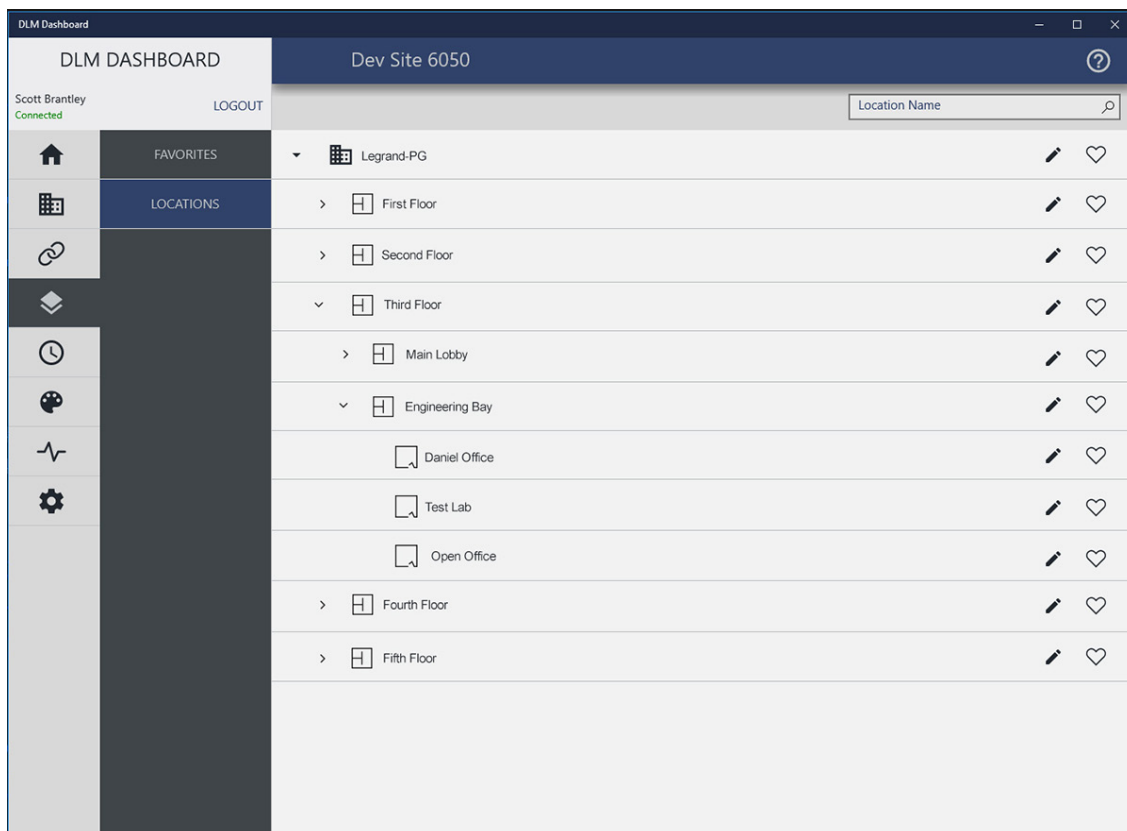 DLM Dashboard
DLM DASHBOARD
Dev Site 6050
Scott Brantley
Connected
LOGOUT
Location Name
FAVORITES
LOCATIONS
Legrand-PG
First Floor
Second Floor
Third Floor
Main Lobby
Engineering Bay
Daniel Office
Test Lab
Open Office
Fourth Floor
Fifth Floor